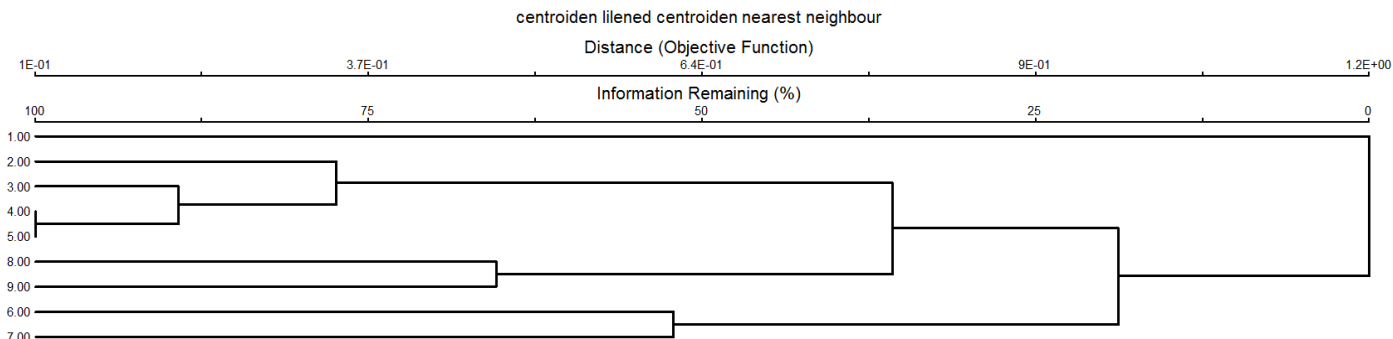 centroiden lilened centroiden nearest neighbour
Distance (Objective Function)
1E-01 3.7E-01 6.4E-01 9E-01 1.2E+00
Information Remaining (%)
100 75 50 25 0
1.00
2.00
3.00
4.00
5.00
8.00
9.00
6.00
7.00